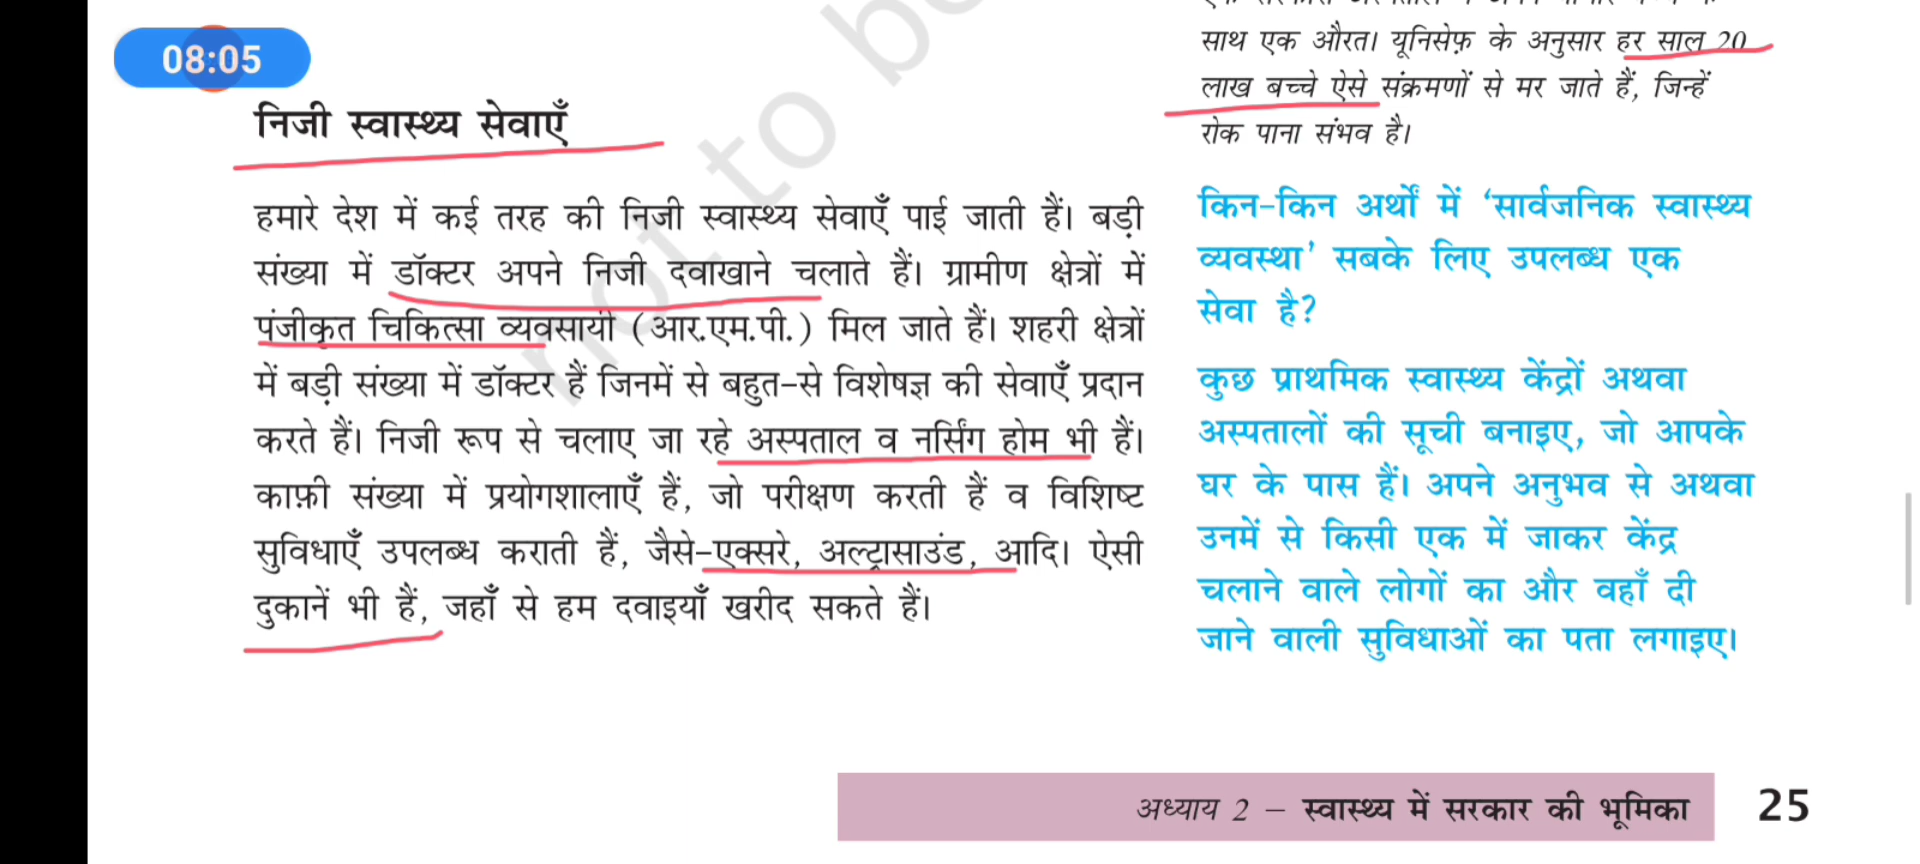 08:05
साथ एक औरत। यूनिसेफ़ के अनुसार हर साल 20
लाख बच्चे ऐसे संक्रमणों से मर जाते हैं, जिन्हें
रोक पाना संभव है।
निजी स्वास्थ्य सेवाएँ
हमारे देश में कई तरह की निजी स्वास्थ्य सेवाएँ पाई जाती हैं। बड़ी
संख्या में डॉक्टर अपने निजी दवाखाने चलाते हैं। ग्रामीण क्षेत्रों में
पंजीकृत चिकित्सा व्यवसायी (आर.एम.पी.) मिल जाते हैं। शहरी क्षेत्रों
में बड़ी संख्या में डॉक्टर हैं जिनमें से बहुत-से विशेषज्ञ की सेवाएँ प्रदान
करते हैं। निजी रूप से चलाए जा रहे अस्पताल व नर्सिंग होम भी हैं।
काफ़ी संख्या में प्रयोगशालाएँ हैं, जो परीक्षण करती हैं व विशिष्ट
सुविधाएँ उपलब्ध कराती हैं, जैसे-एक्सरे, अल्ट्रासाउंड, आदि। ऐसी
दुकानें भी हैं, जहाँ से हम दवाइयाँ खरीद सकते हैं।
किन-किन अर्थों में ‘सार्वजनिक स्वास्थ्य
व्यवस्था’ सबके लिए उपलब्ध एक
सेवा है?
कुछ प्राथमिक स्वास्थ्य केंद्रों अथवा
अस्पतालों की सूची बनाइए, जो आपके
घर के पास हैं। अपने अनुभव से अथवा
उनमें से किसी एक में जाकर केंद्र
चलाने वाले लोगों का और वहाँ दी
जाने वाली सुविधाओं का पता लगाइए।
not to be
अध्याय 2 – स्वास्थ्य में सरकार की भूमिका 25